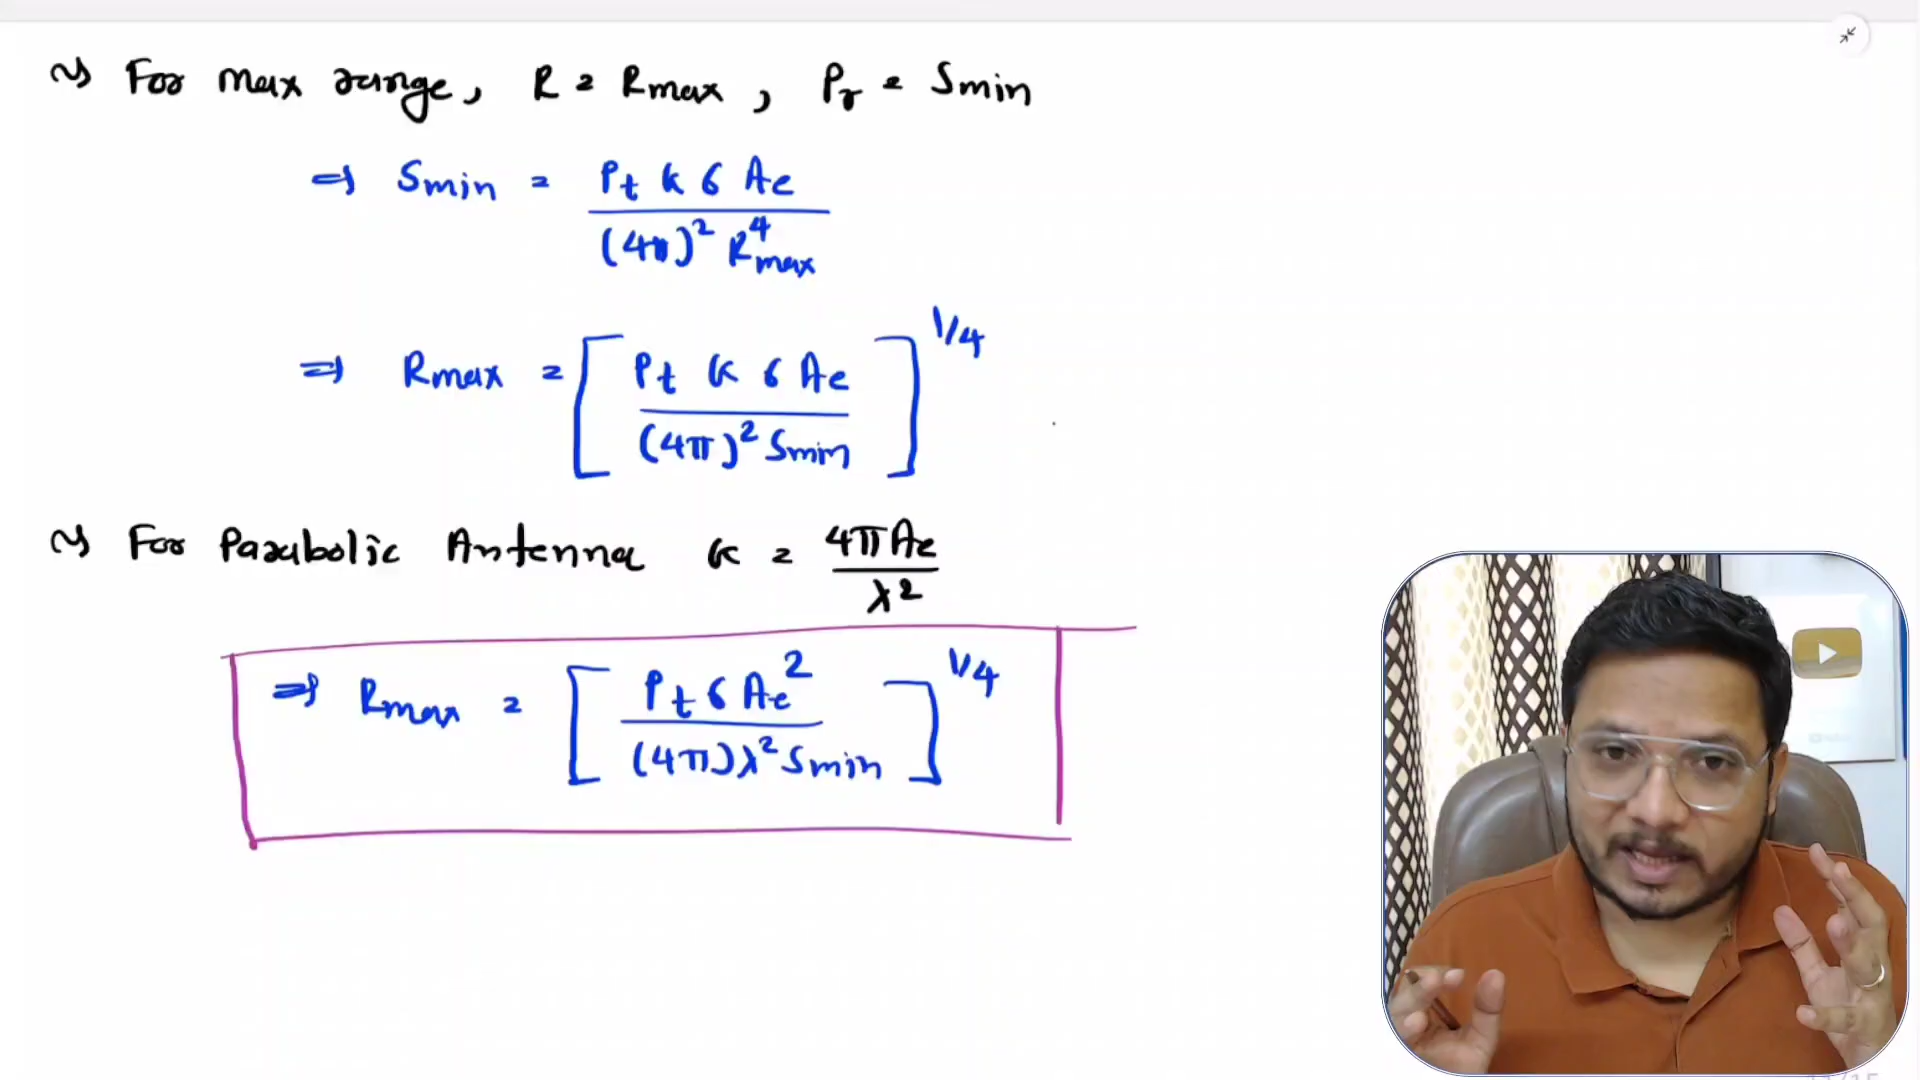 ~ For max range, R = Rmax, Pr = Smin
⇒ Smin = Pt k σ Ae / (4π)² R⁴max
⇒ Rmax = [ Pt k σ Ae / (4π)² Smin ]^1/4
~ For Parabolic Antenna k = 4πAe / λ²
⇒ Rmax = [ Pt σ Ae² / (4π)λ² Smin ]^1/4